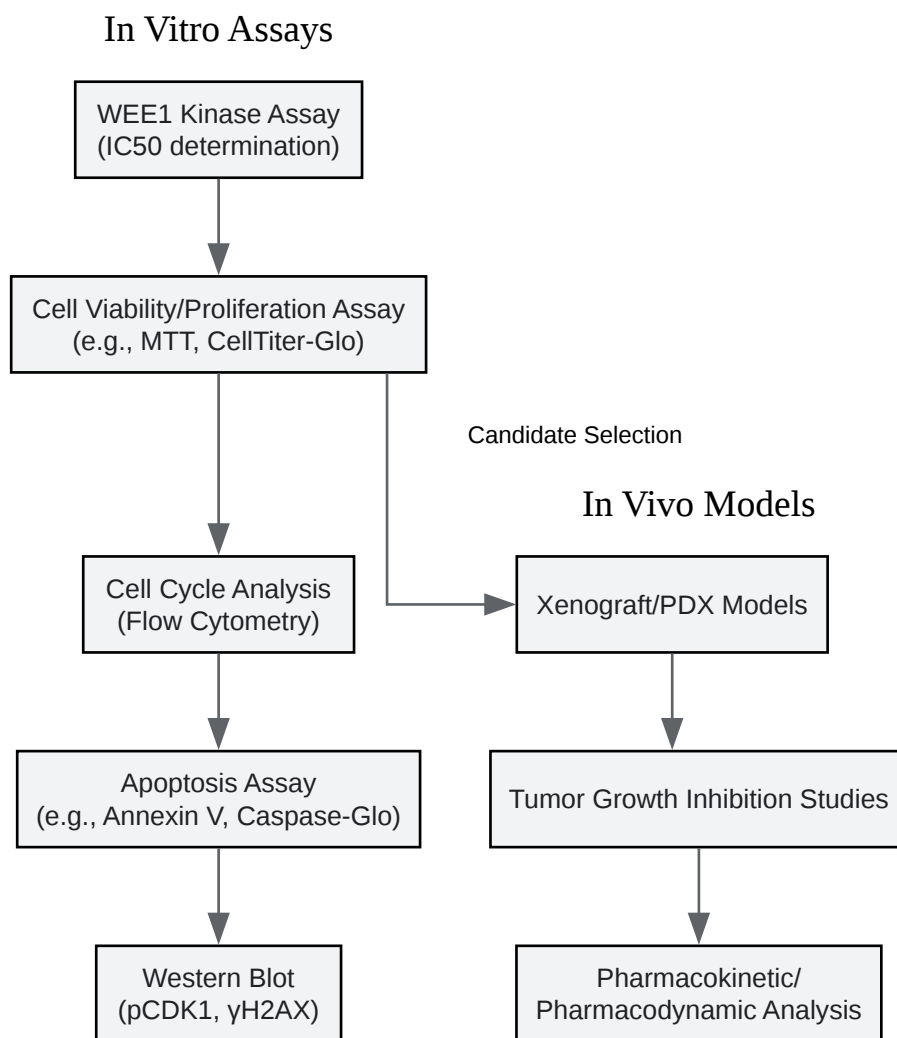 In Vitro Assays
WEE1 Kinase Assay
(IC50 determination)
Cell Viability/Proliferation Assay
(e.g., MTT, CellTiter-Glo)
Candidate Selection
In Vivo Models
Cell Cycle Analysis
(Flow Cytometry)
Xenograft/PDX Models
Apoptosis Assay
(e.g., Annexin V, Caspase-Glo)
Tumor Growth Inhibition Studies
Western Blot
(pCDK1, γH2AX)
Pharmacokinetic/
Pharmacodynamic Analysis